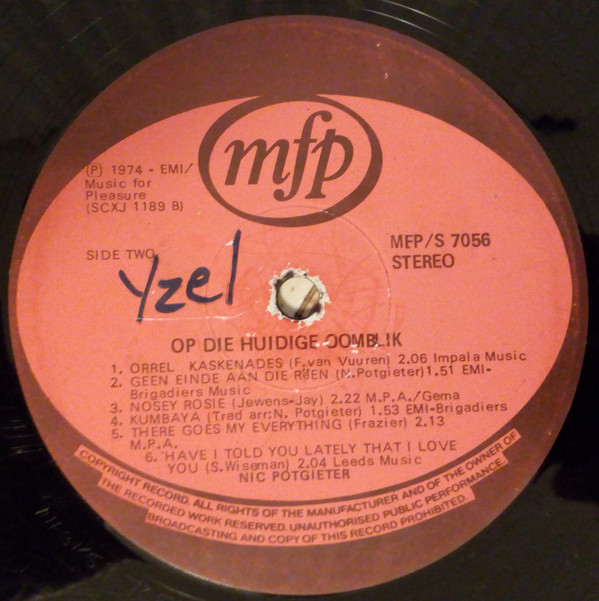 mfp
Ⓟ 1974 - EMI/
Music for
Pleasure
(SCXJ 1189 B)
MFP/S 7056
STEREO
SIDE TWO
Yzel
OP DIE HUIDIGE OOMBLIK
1. ORREL KASKENADES (F.van Vuuren) 2.06 Impala Music
2. GEEN EINDE AAN DIE REEN (N.Potgieter) 1.51 EMI-
Brigadiers Music
3. NOSEY ROSIE (Jewens-Jay) 2.22 M.P.A./Gema
4. KUMBAYA (Trad arr: N. Potgieter) 1.53 EMI-Brigadiers
5. THERE GOES MY EVERYTHING (Frazier) 2.13
M.P.A.
6. HAVE I TOLD YOU LATELY THAT I LOVE
YOU (S.Wiseman) 2.04 Leeds Music
NIC POTGIETER
COPYRIGHT RECORD. ALL RIGHTS OF THE MANUFACTURER AND OF THE OWNER OF
THE RECORDED WORK RESERVED. UNAUTHORISED PUBLIC PERFORMANCE,
BROADCASTING AND COPY OF THIS RECORD PROHIBITED.